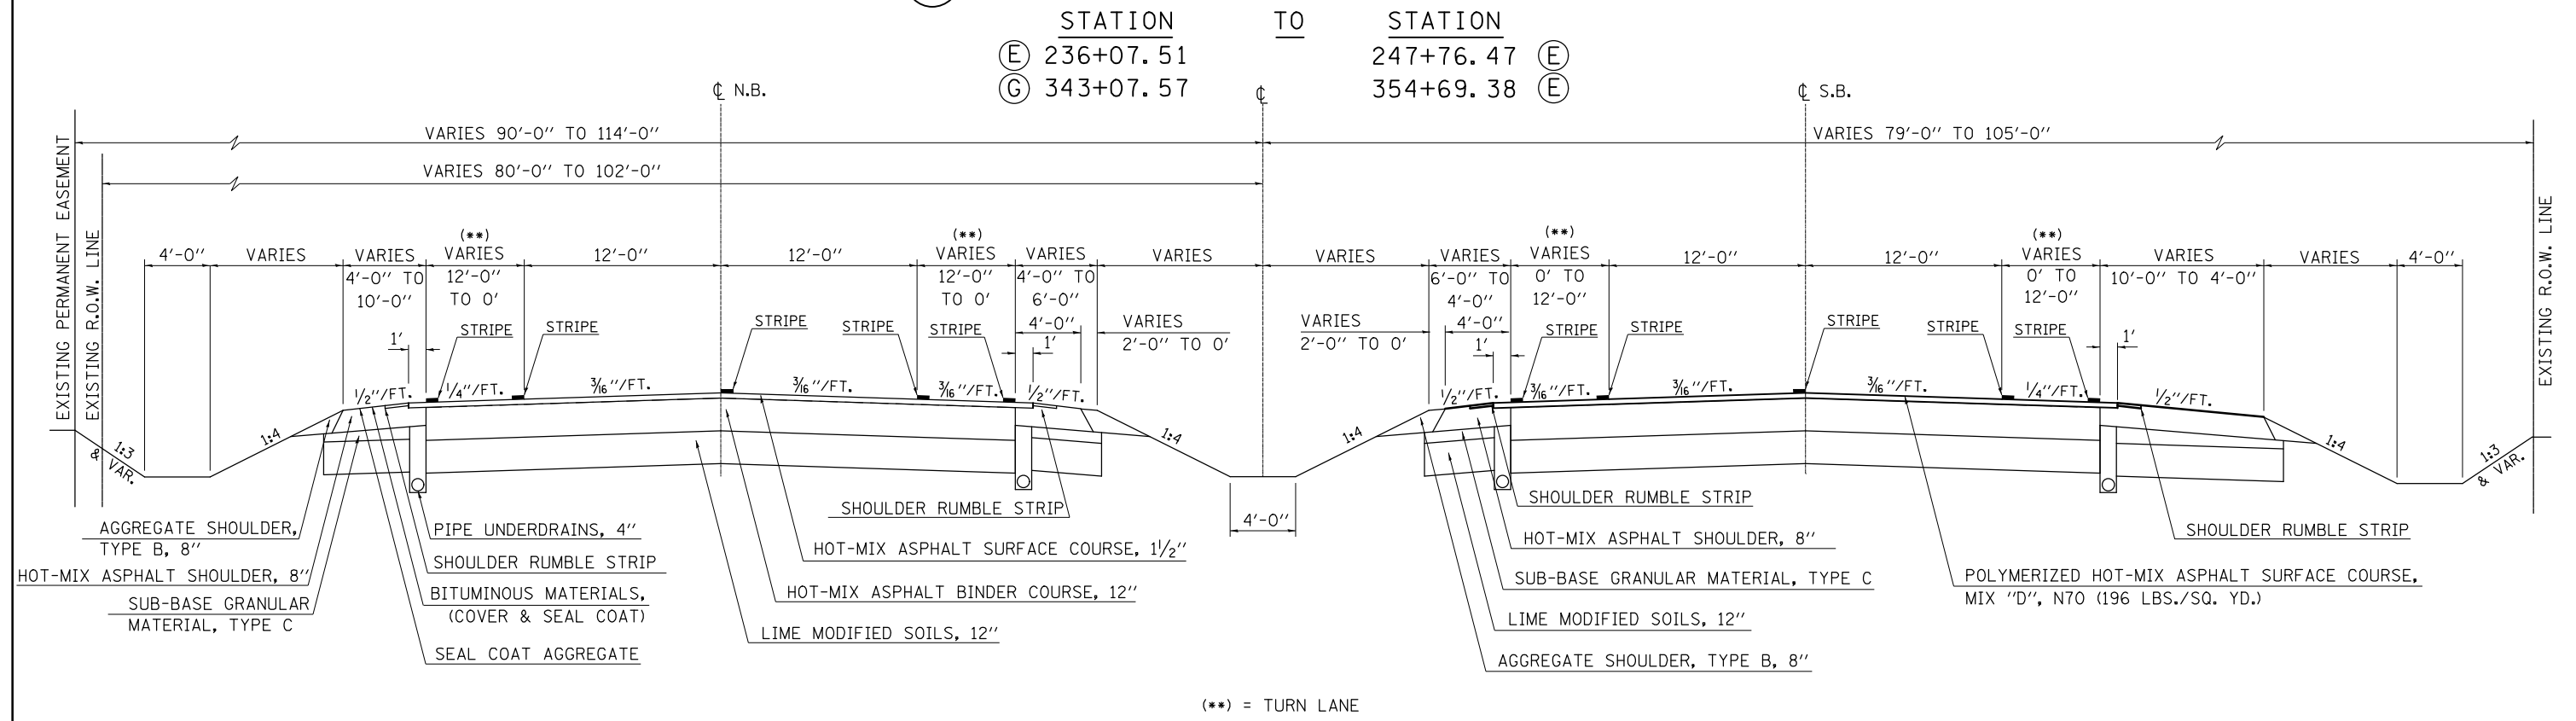 STATION TO STATION
E 236+07.51 247+76.47 E
G 343+07.57 354+69.38 E
℄ N.B.
℄
℄ S.B.
VARIES 90'-0" TO 114'-0"
VARIES 79'-0" TO 105'-0"
VARIES 80'-0" TO 102'-0"
EXISTING PERMANENT EASEMENT
EXISTING R.O.W. LINE
4'-0"
VARIES
VARIES
4'-0" TO
10'-0"
(**)
VARIES
12'-0"
TO 0'
12'-0"
12'-0"
(**)
VARIES
12'-0"
TO 0'
VARIES
4'-0" TO
6'-0"
4'-0"
VARIES
VARIES
2'-0" TO 0'
VARIES
VARIES
2'-0" TO 0'
VARIES
6'-0" TO
4'-0"
4'-0"
(**)
VARIES
0' TO
12'-0"
12'-0"
12'-0"
(**)
VARIES
0' TO
12'-0"
VARIES
10'-0" TO 4'-0"
VARIES
4'-0"
EXISTING R.O.W. LINE
1'
STRIPE
STRIPE
STRIPE
STRIPE
STRIPE
1'
1'
STRIPE
STRIPE
STRIPE
STRIPE
STRIPE
1'
1:3
& VAR.
1:4
1/2"/FT.
1/4"/FT.
3/16"/FT.
3/16"/FT.
3/16"/FT.
1/2"/FT.
1:4
1:4
1/2"/FT.
3/16"/FT.
3/16"/FT.
3/16"/FT.
1/4"/FT.
1/2"/FT.
1:4
1:3
& VAR.
AGGREGATE SHOULDER,
TYPE B, 8"
HOT-MIX ASPHALT SHOULDER, 8"
SUB-BASE GRANULAR
MATERIAL, TYPE C
PIPE UNDERDRAINS, 4"
SHOULDER RUMBLE STRIP
BITUMINOUS MATERIALS,
(COVER & SEAL COAT)
SEAL COAT AGGREGATE
SHOULDER RUMBLE STRIP
HOT-MIX ASPHALT SURFACE COURSE, 1 1/2"
HOT-MIX ASPHALT BINDER COURSE, 12"
LIME MODIFIED SOILS, 12"
4'-0"
SHOULDER RUMBLE STRIP
HOT-MIX ASPHALT SHOULDER, 8"
SUB-BASE GRANULAR MATERIAL, TYPE C
LIME MODIFIED SOILS, 12"
AGGREGATE SHOULDER, TYPE B, 8"
SHOULDER RUMBLE STRIP
POLYMERIZED HOT-MIX ASPHALT SURFACE COURSE,
MIX "D", N70 (196 LBS./SQ. YD.)
(**) = TURN LANE